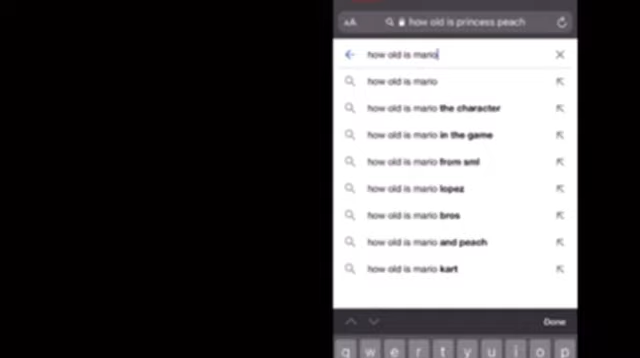 AA how old is princess peach
how old is mario
how old is mario
how old is mario the character
how old is mario in the game
how old is mario from sml
how old is mario lopez
how old is mario bros
how old is mario and peach
how old is mario kart
Done
q w e r t y u i o p